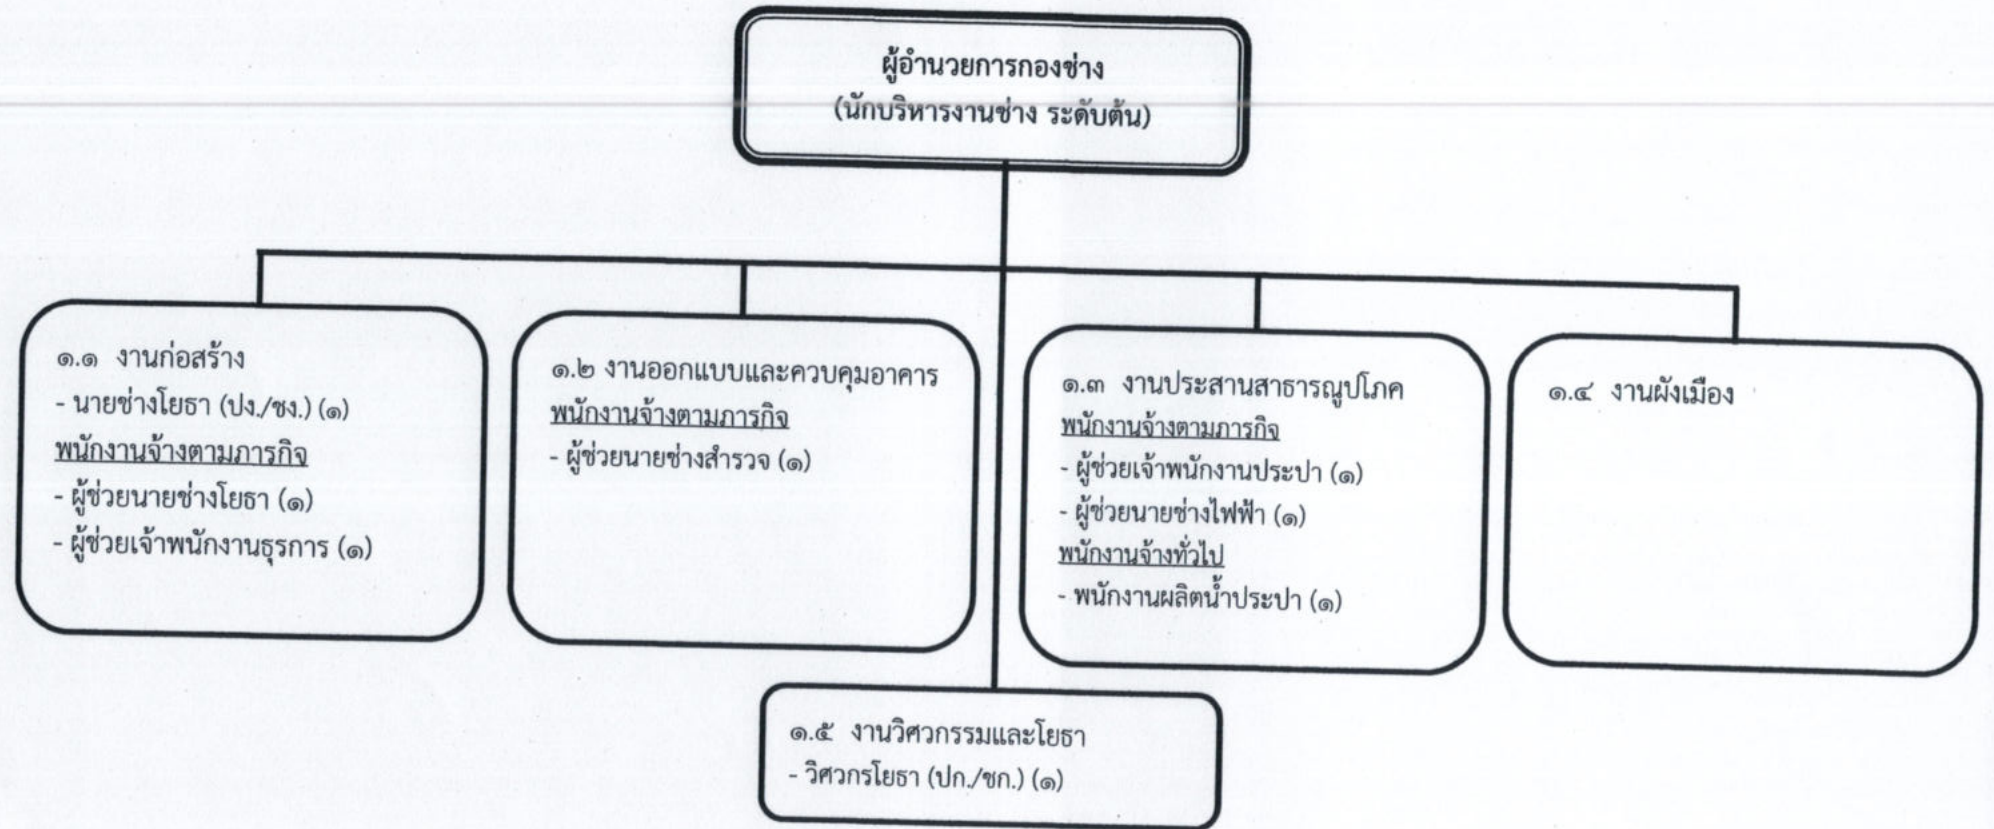 ผู้อำนวยการกองช่าง
(นักบริหารงานช่าง ระดับต้น)
๑.๑ งานก่อสร้าง
- นายช่างโยธา (ปง./ชง.) (๑)
พนักงานจ้างตามภารกิจ
- ผู้ช่วยนายช่างโยธา (๑)
- ผู้ช่วยเจ้าพนักงานธุรการ (๑)
๑.๒ งานออกแบบและควบคุมอาคาร
พนักงานจ้างตามภารกิจ
- ผู้ช่วยนายช่างสำรวจ (๑)
๑.๓ งานประสานสาธารณูปโภค
พนักงานจ้างตามภารกิจ
- ผู้ช่วยเจ้าพนักงานประปา (๑)
- ผู้ช่วยนายช่างไฟฟ้า (๑)
พนักงานจ้างทั่วไป
- พนักงานผลิตน้ำประปา (๑)
๑.๔ งานผังเมือง
๑.๕ งานวิศวกรรมและโยธา
- วิศวกรโยธา (ปก./ชก.) (๑)